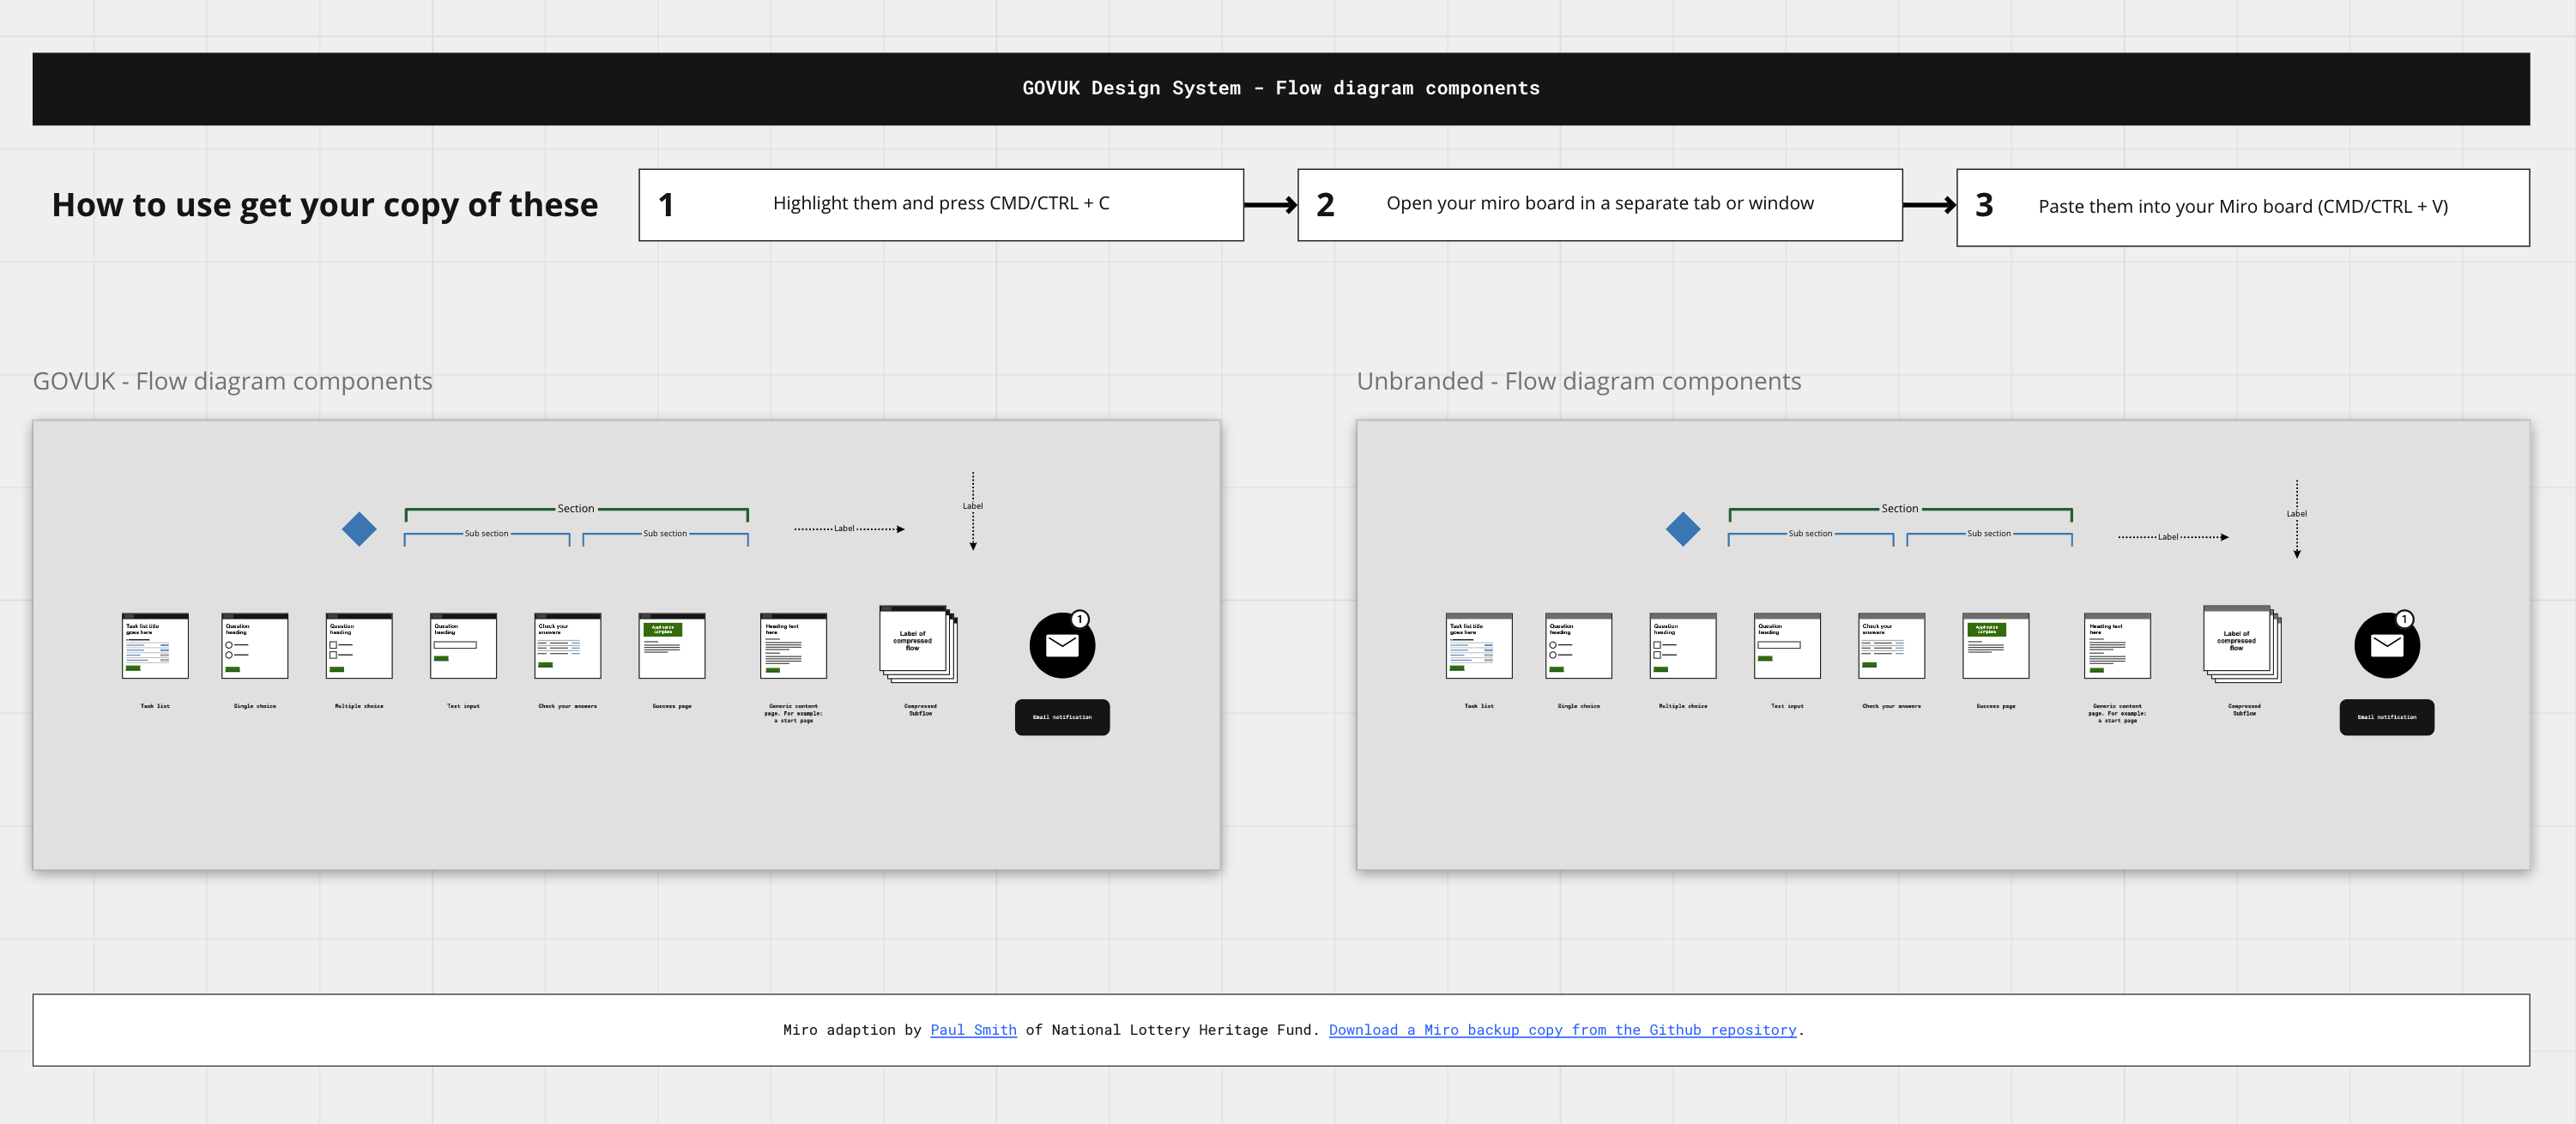 GOVUK Design System - Flow diagram components
How to use get your copy of these
1
Highlight them and press CMD/CTRL + C
2
Open your miro board in a separate tab or window
3
Paste them into your Miro board (CMD/CTRL + V)
GOVUK - Flow diagram components
Section
Sub section
Sub section
Label
Label
Task list title
goes here
Question
heading
Question
heading
Question
heading
Check your
answers
Application
complete
Heading text
here
Label of
compressed
flow
1
Task list
Single choice
Multiple choice
Text input
Check your answers
Success page
Generic content
page. For example:
a start page
Compressed
Subflow
Email notification
Unbranded - Flow diagram components
Section
Sub section
Sub section
Label
Label
Task list title
goes here
Question
heading
Question
heading
Question
heading
Check your
answers
Application
complete
Heading text
here
Label of
compressed
flow
1
Task list
Single choice
Multiple choice
Text input
Check your answers
Success page
Generic content
page. For example:
a start page
Compressed
Subflow
Email notification
Miro adaption by Paul Smith of National Lottery Heritage Fund. Download a Miro backup copy from the Github repository.